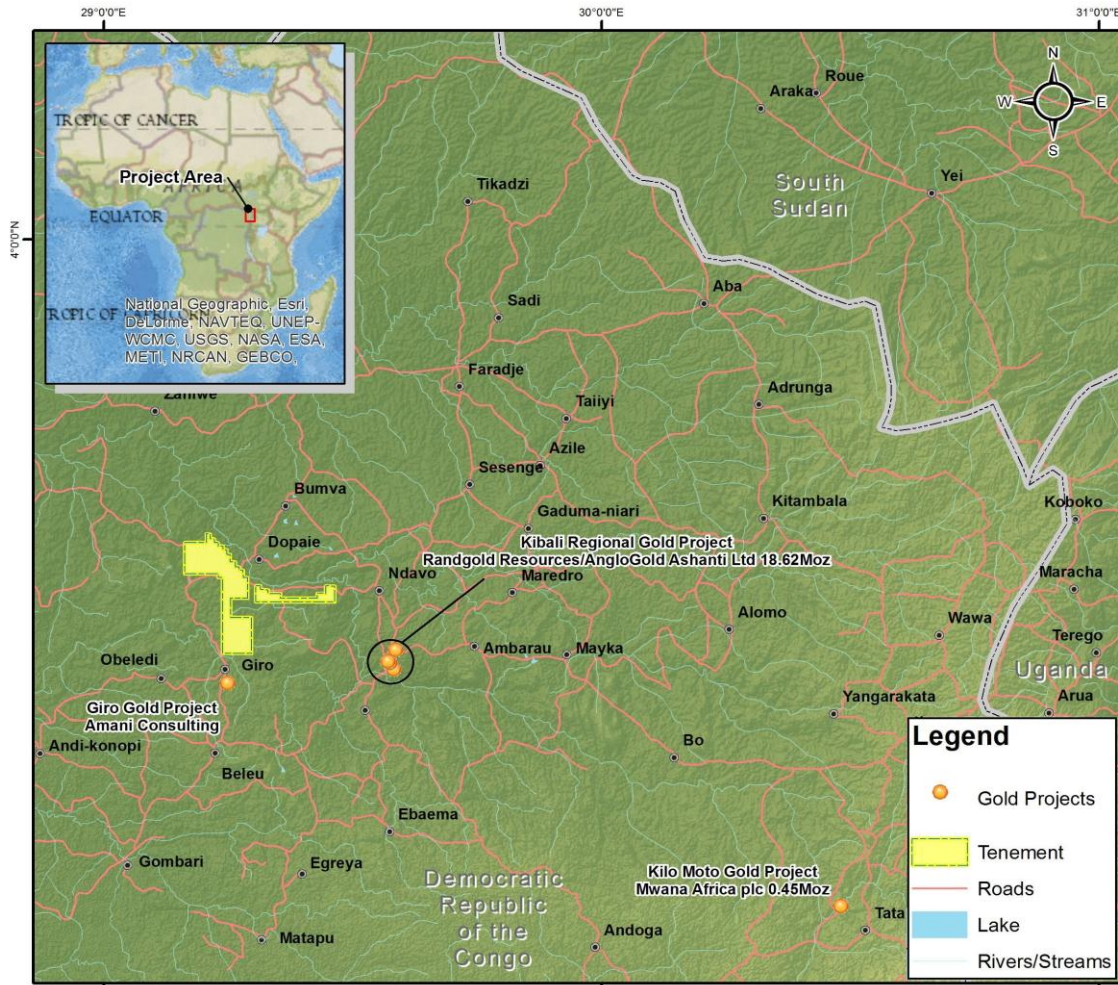 29°0'0"E
30°0'0"E
31°0'0"E
4°0'0"N
TROPIC OF CANCER
Project Area
AFRICA
EQUATOR
National Geographic, Esri,
DeLorme, NAVTEQ, UNEP-
WCMC, USGS, NASA, ESA,
METI, NRCAN, GEBCO,
TROPIC OF CAPRICORN
N
W
E
S
Roue
Araka
South
Sudan
Yei
Tikadzi
Aba
Sadi
Faradje
Adrunga
Taiiyi
Azile
Sesenge
Bumva
Kitambala
Koboko
Gaduma-niari
Kibali Regional Gold Project
Randgold Resources/AngloGold Ashanti Ltd 18.62Moz
Dopaie
Ndavo
Maredro
Maracha
Alomo
Wawa
Ambarau
Mayka
Terego
Uganda
Obeledi
Giro
Giro Gold Project
Amani Consulting
Yangarakata
Arua
Andi-konopi
Beleu
Bo
Ebaema
Gombari
Egreya
Democratic
Republic
of the
Congo
Kilo Moto Gold Project
Mwana Africa plc 0.45Moz
Tata
Matapu
Andoga
Legend
Gold Projects
Tenement
Roads
Lake
Rivers/Streams